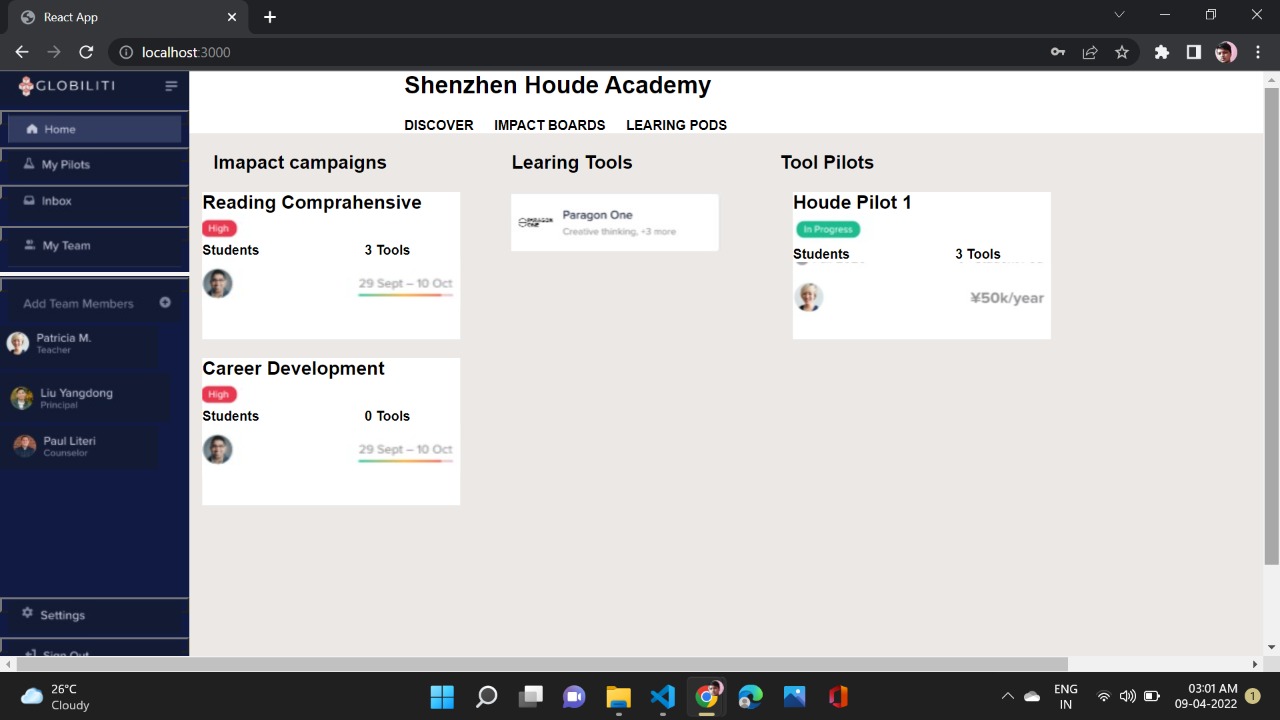 React App
localhost:3000
GLOBILITI
Home
My Pilots
Inbox
My Team
Add Team Members
Patricia M.
Teacher
Liu Yangdong
Principal
Paul Literi
Counselor
Settings
Sign Out
Shenzhen Houde Academy
DISCOVER IMPACT BOARDS LEARING PODS
Imapact campaigns
Reading Comprahensive
High
Students 3 Tools
29 Sept – 10 Oct
Career Development
High
Students 0 Tools
29 Sept – 10 Oct
Learing Tools
PARAGON ONE
Paragon One
Creative thinking, +3 more
Tool Pilots
Houde Pilot 1
In Progress
Students 3 Tools
¥50k/year
26°C
Cloudy
ENG
IN
03:01 AM
09-04-2022
1